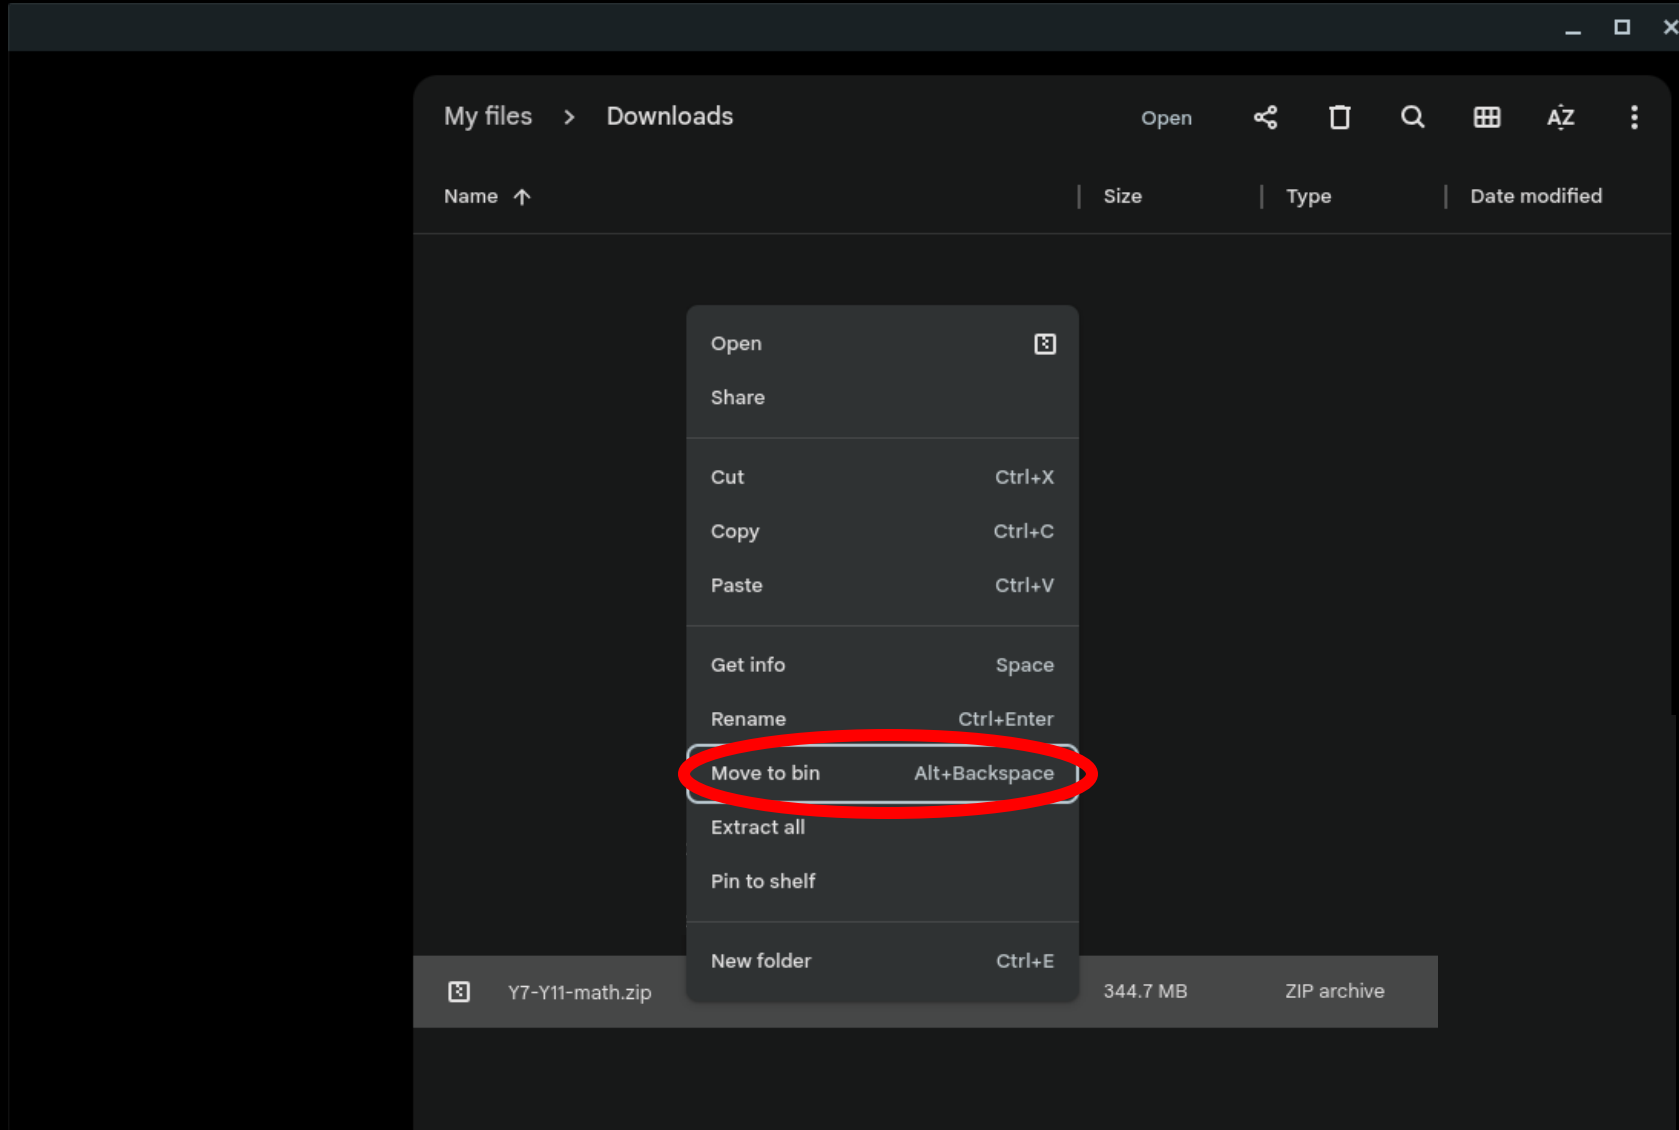 My files > Downloads Open AZ
Name ↑ Size Type Date modified
Open
Share
Cut Ctrl+X
Copy Ctrl+C
Paste Ctrl+V
Get info Space
Rename Ctrl+Enter
Move to bin Alt+Backspace
Extract all
Pin to shelf
New folder Ctrl+E
Y7-Y11-math.zip 344.7 MB ZIP archive